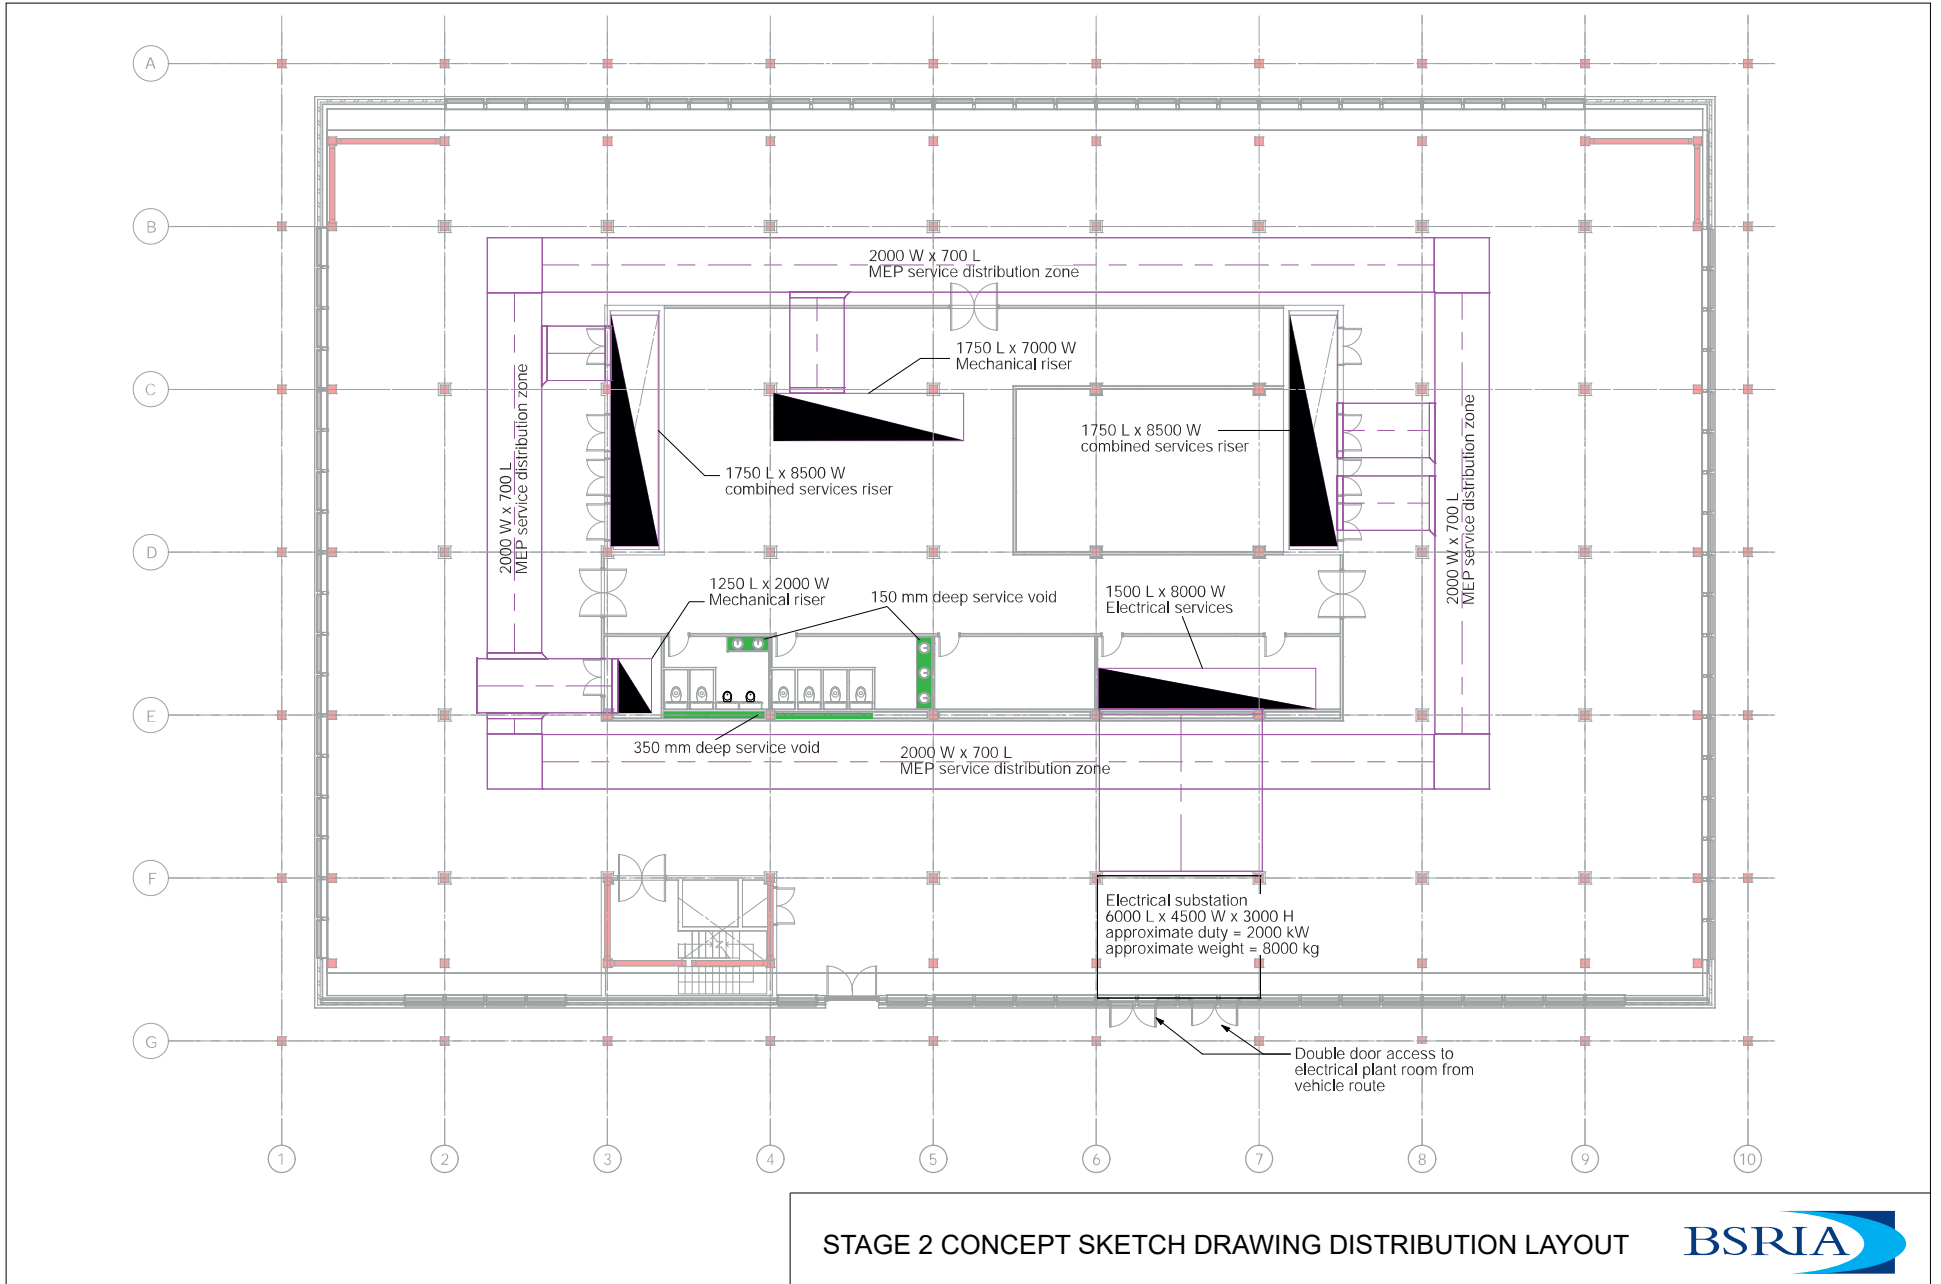 A
B
C
D
E
F
G
2000 W x 700 L
MEP service distribution zone
1750 L x 7000 W
Mechanical riser
1750 L x 8500 W
combined services riser
1750 L x 8500 W
combined services riser
2000 W x 700 L
MEP service distribution zone
2000 W x 700 L
MEP service distribution zone
1250 L x 2000 W
Mechanical riser
150 mm deep service void
1500 L x 8000 W
Electrical services
350 mm deep service void
2000 W x 700 L
MEP service distribution zone
Electrical substation
6000 L x 4500 W x 3000 H
approximate duty = 2000 kW
approximate weight = 8000 kg
Double door access to
electrical plant room from
vehicle route
1
2
3
4
5
6
7
8
9
10
STAGE 2 CONCEPT SKETCH DRAWING DISTRIBUTION LAYOUT
BSRIA